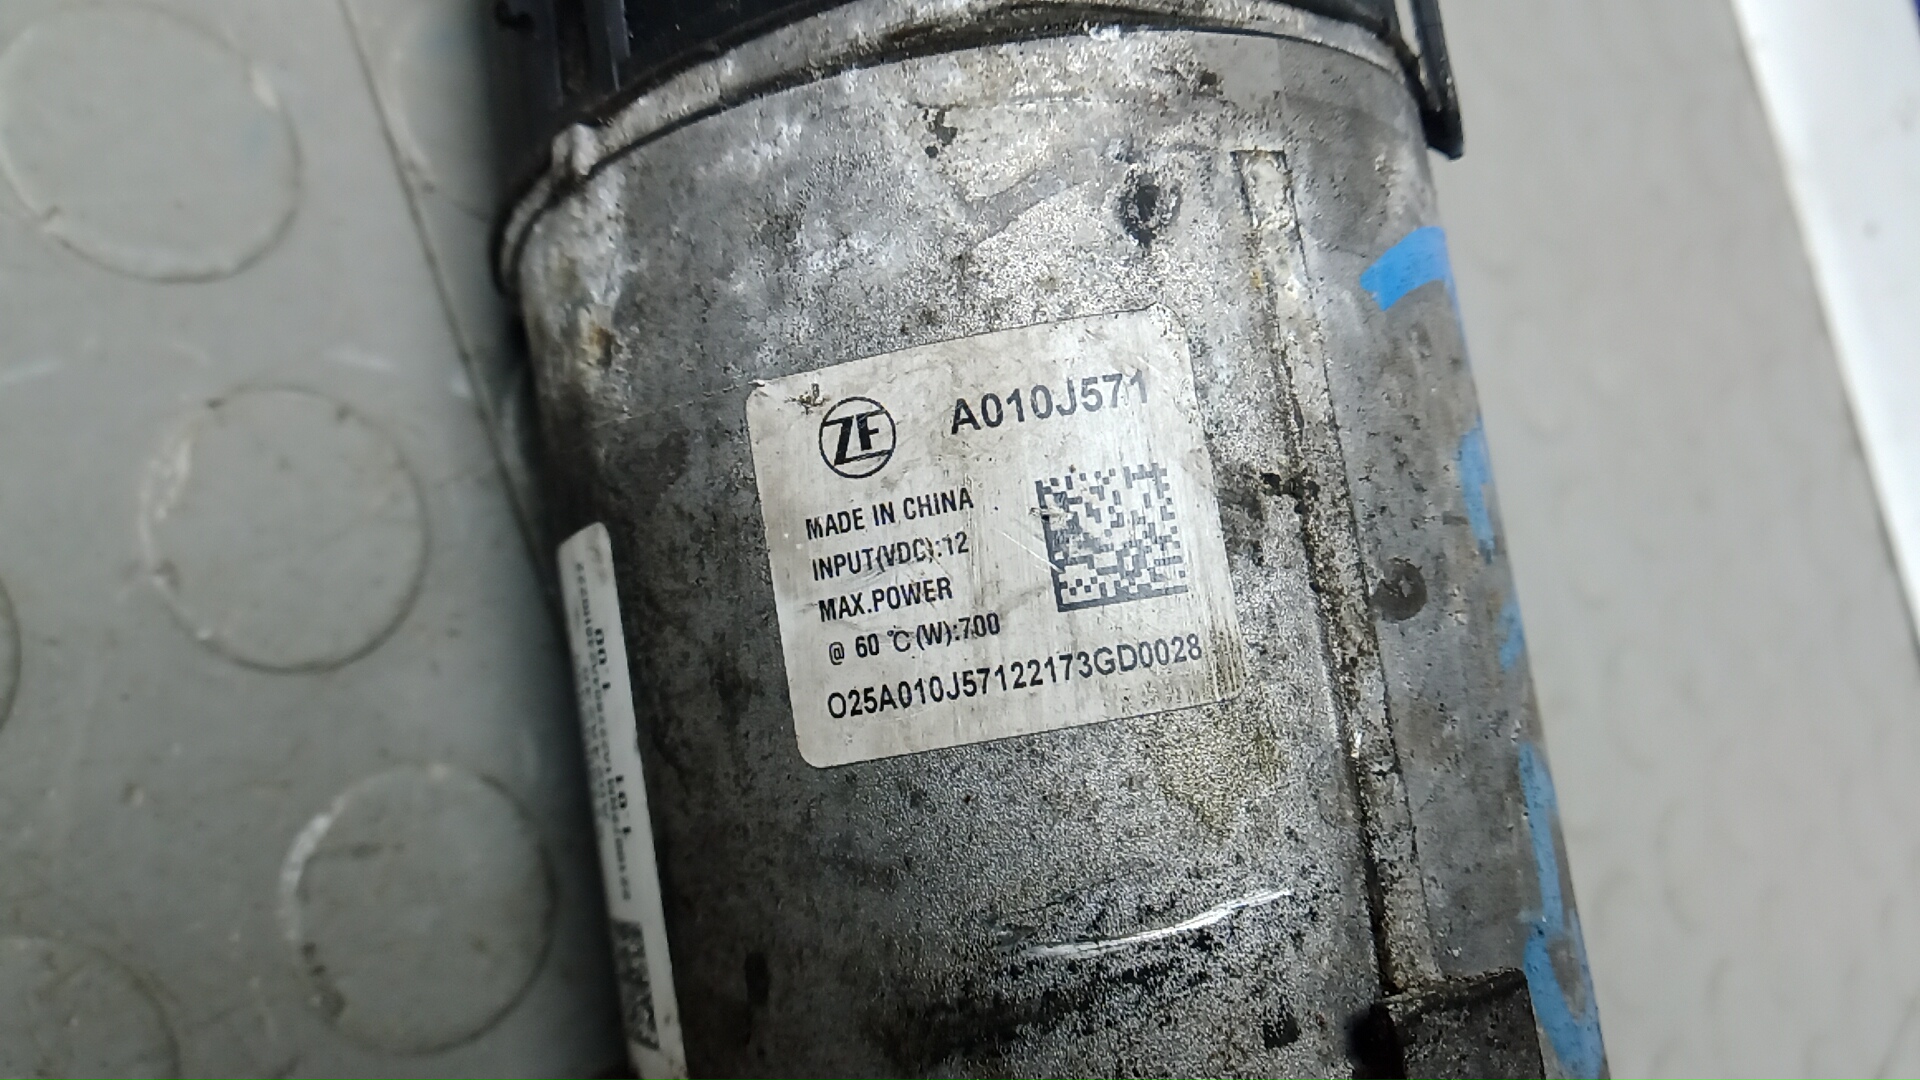 ZF A010J571
MADE IN CHINA
INPUT(VDC):12
MAX.POWER
@ 60 ℃(W):700
O25A010J57122173GD0028